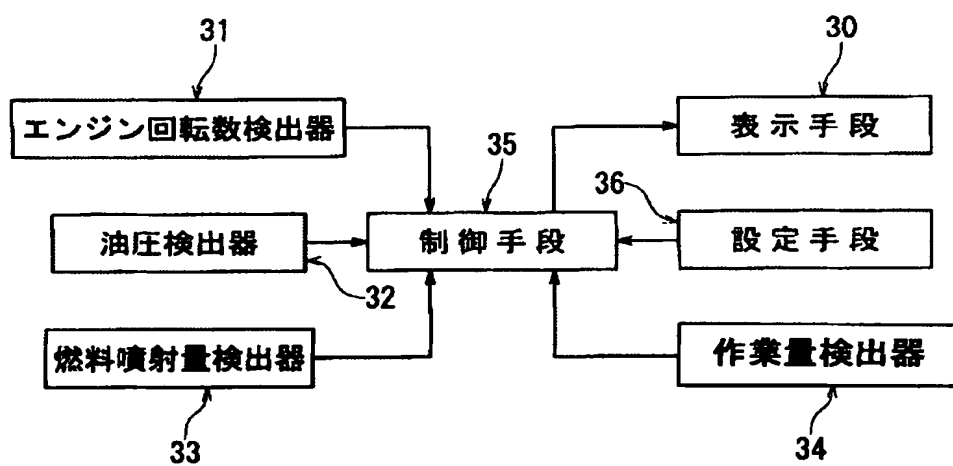 31
30
エンジン回転数検出器
表示手段
35
36
油圧検出器
制御手段
設定手段
32
燃料噴射量検出器
作業量検出器
33
34